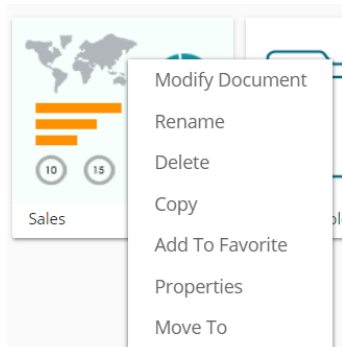 Modify Document
Rename
10
15
Delete
Copy
Sales
Add To Favorite
Properties
Move To